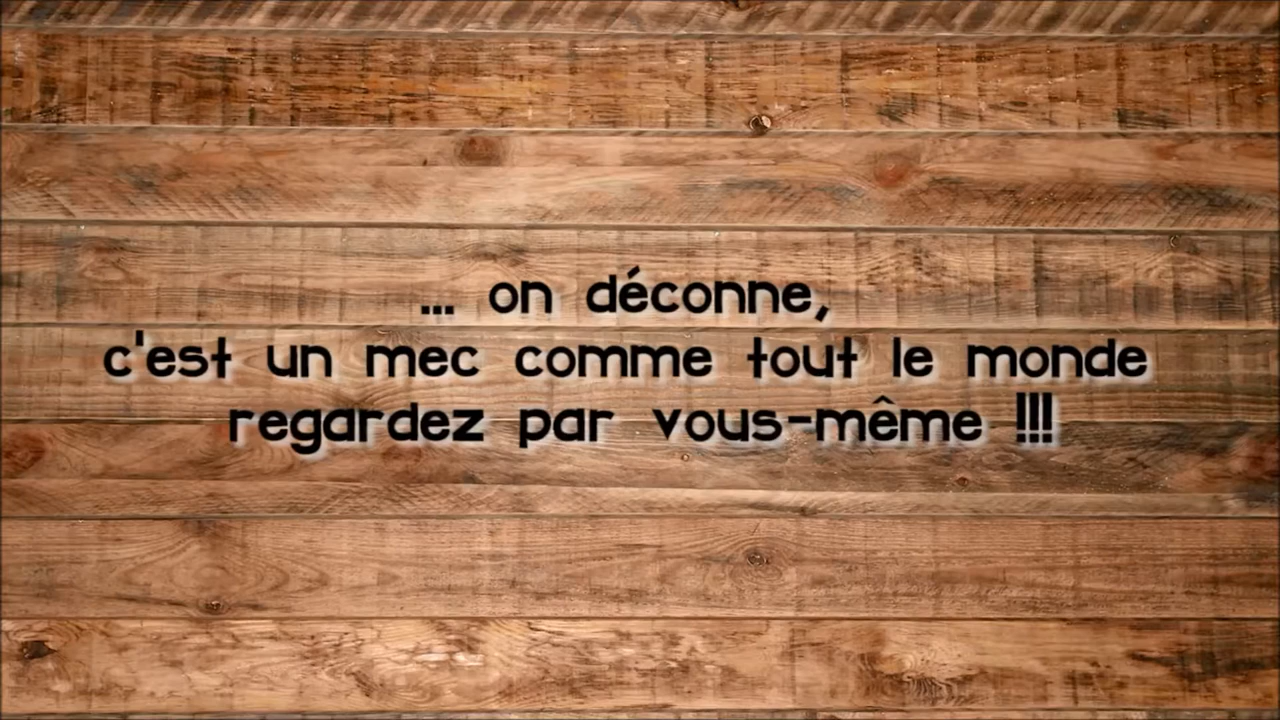 ... on déconne,
c'est un mec comme tout le monde
regardez par vous-même !!!